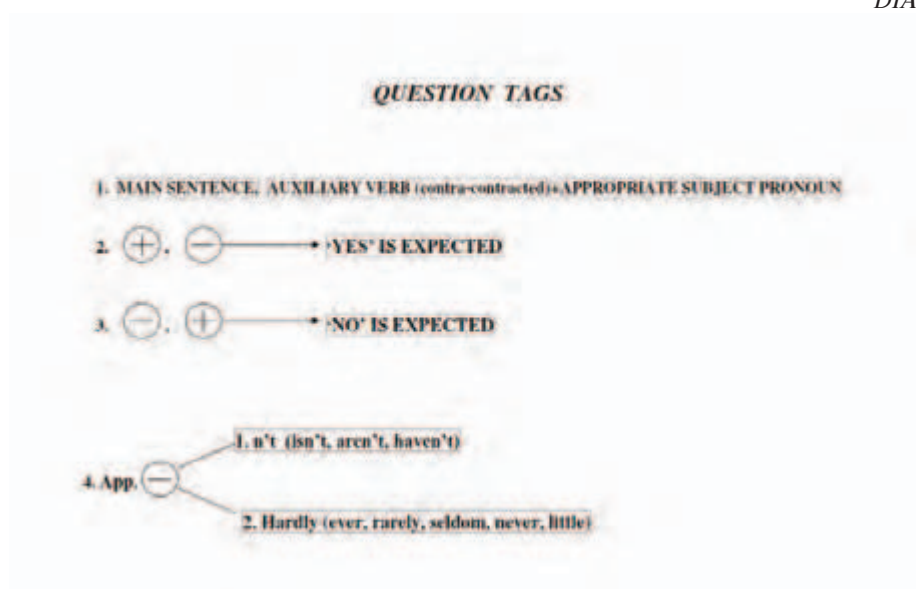 DIA
QUESTION TAGS
1. MAIN SENTENCE, AUXILIARY VERB (contra-contracted)+APPROPRIATE SUBJECT PRONOUN
2. + , − 'YES' IS EXPECTED
3. − , + 'NO' IS EXPECTED
1. n't (isn't, aren't, haven't)
4. App. −
2. Hardly (ever, rarely, seldom, never, little)